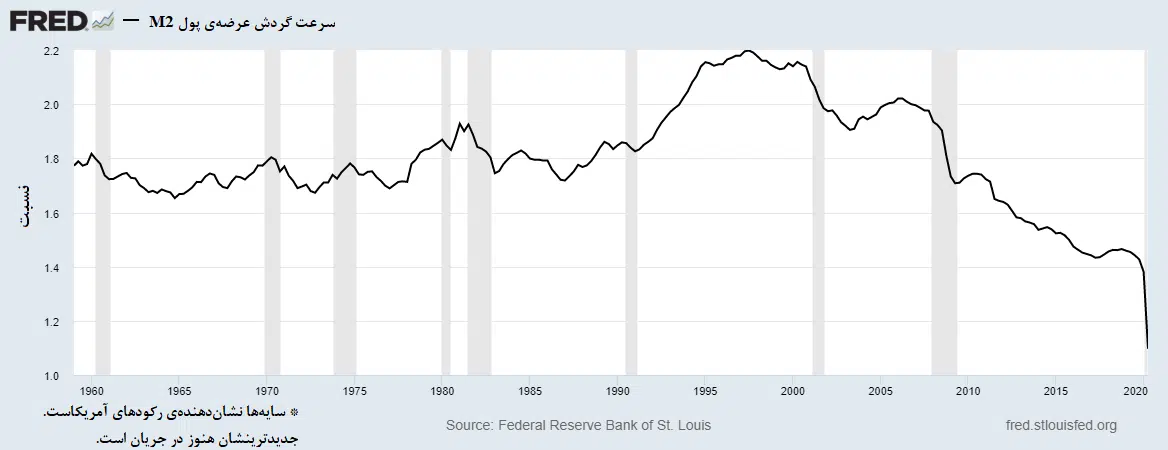 FRED — سرعت گردش عرضه‌ی پول M2
نسبت
2.2
2.0
1.8
1.6
1.4
1.2
1.0
1960 1965 1970 1975 1980 1985 1990 1995 2000 2005 2010 2015 2020
* سایه‌ها نشان‌دهنده‌ی رکودهای آمریکاست.
جدیدترینشان هنوز در جریان است.
Source: Federal Reserve Bank of St. Louis
fred.stlouisfed.org